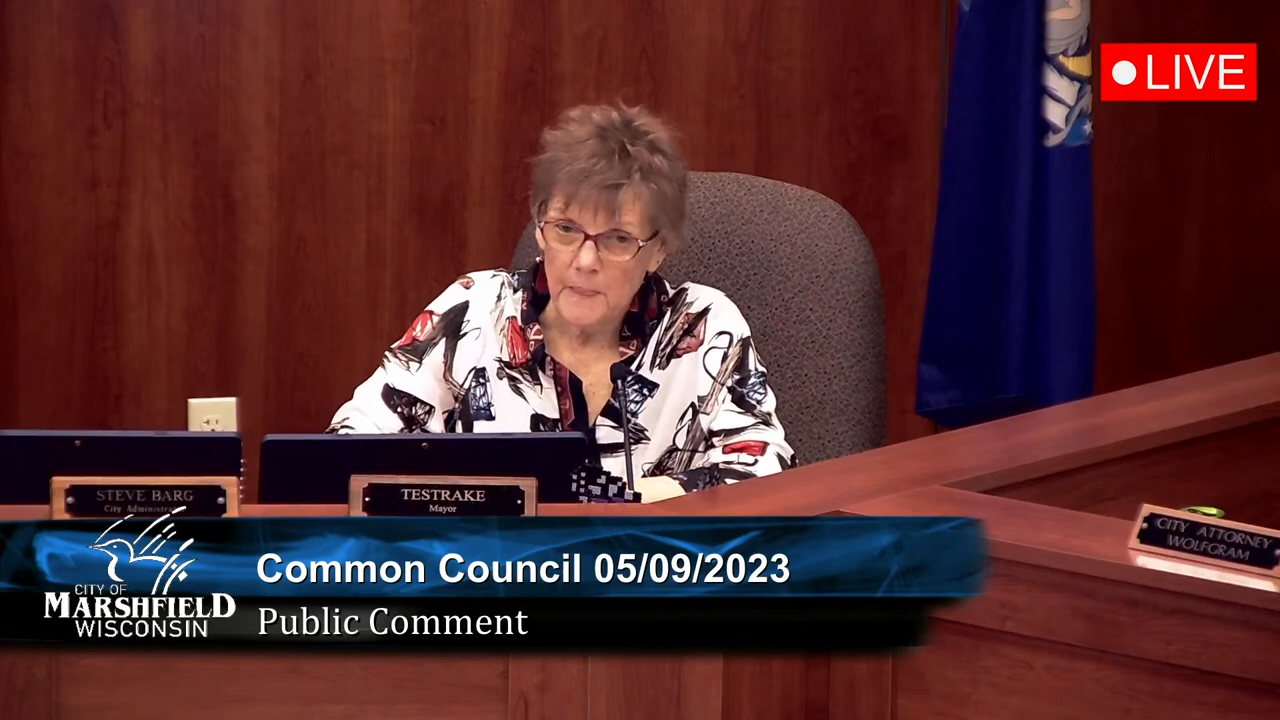 LIVE
STEVE BARG
City Administrat
TESTRAKE
Mayor
CITY ATTORNEY
WOLFGRAM
Common Council 05/09/2023
Public Comment
CITY OF
MARSHFIELD
WISCONSIN